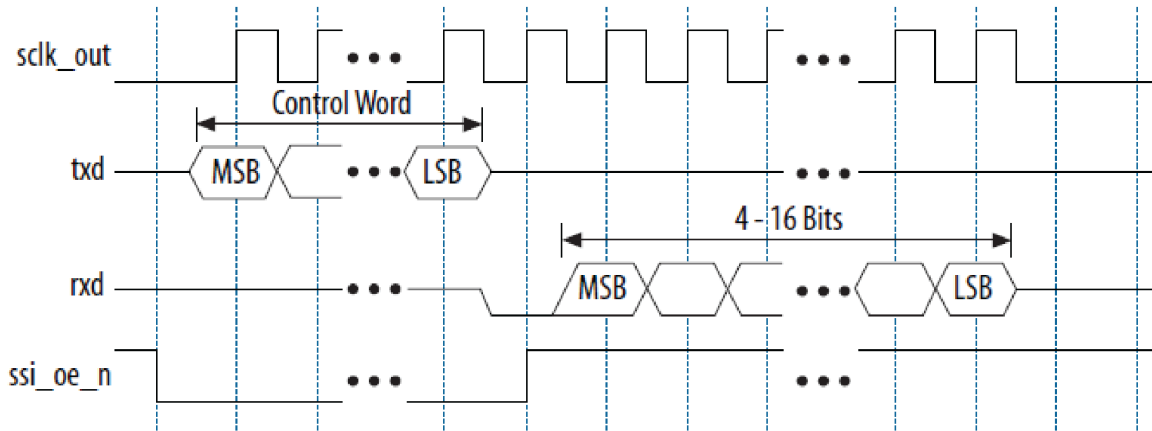 sclk_out
Control Word
txd
MSB
LSB
4 - 16 Bits
rxd
MSB
LSB
ssi_oe_n